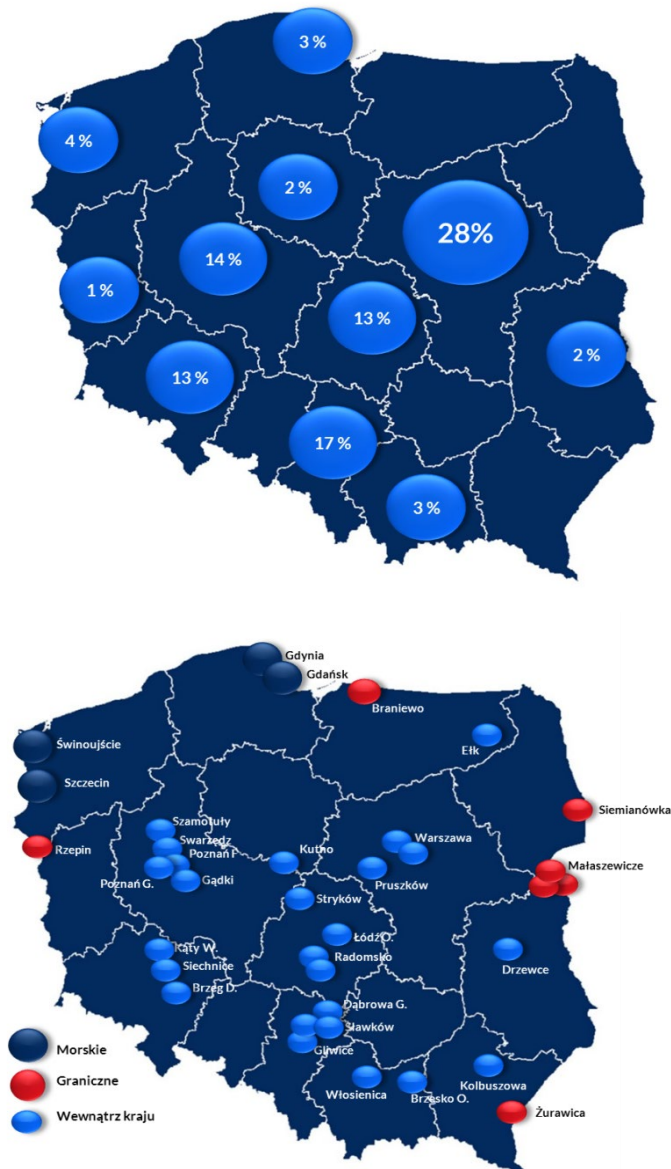 3 %
4 %
2 %
28%
14 %
1 %
13 %
2 %
13 %
17 %
3 %
Gdynia
Gdańsk
Braniewo
Świnoujście
Ełk
Szczecin
Siemianówka
Szamotuły
Swarzędz
Warszawa
Rzepin
Poznań F
Kutno
Małaszewicze
Pruszków
Poznań G.
Gądki
Stryków
Łódź O.
Kąty W.
Radomsko
Drzewce
Siechnice
Brzeg D.
Dąbrowa G.
Sławków
Morskie
Gliwice
Graniczne
Kolbuszowa
Włosienica
Brzesko O.
Wewnątrz kraju
Żurawica